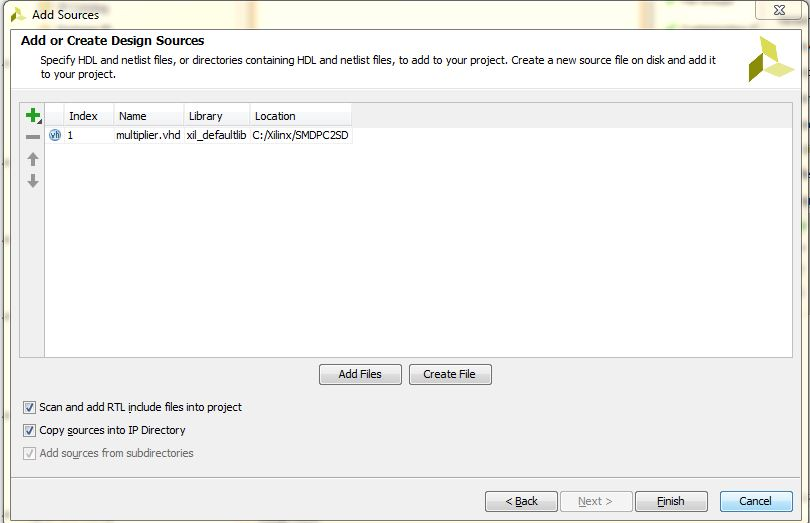 Add Sources
Add or Create Design Sources
Specify HDL and netlist files, or directories containing HDL and netlist files, to add to your project. Create a new source file on disk and add it
to your project.
Index Name Library Location
vh 1 multiplier.vhd xil_defaultlib C:/Xilinx/SMDPC2SD
Add Files Create File
Scan and add RTL include files into project
Copy sources into IP Directory
Add sources from subdirectories
< Back Next > Finish Cancel